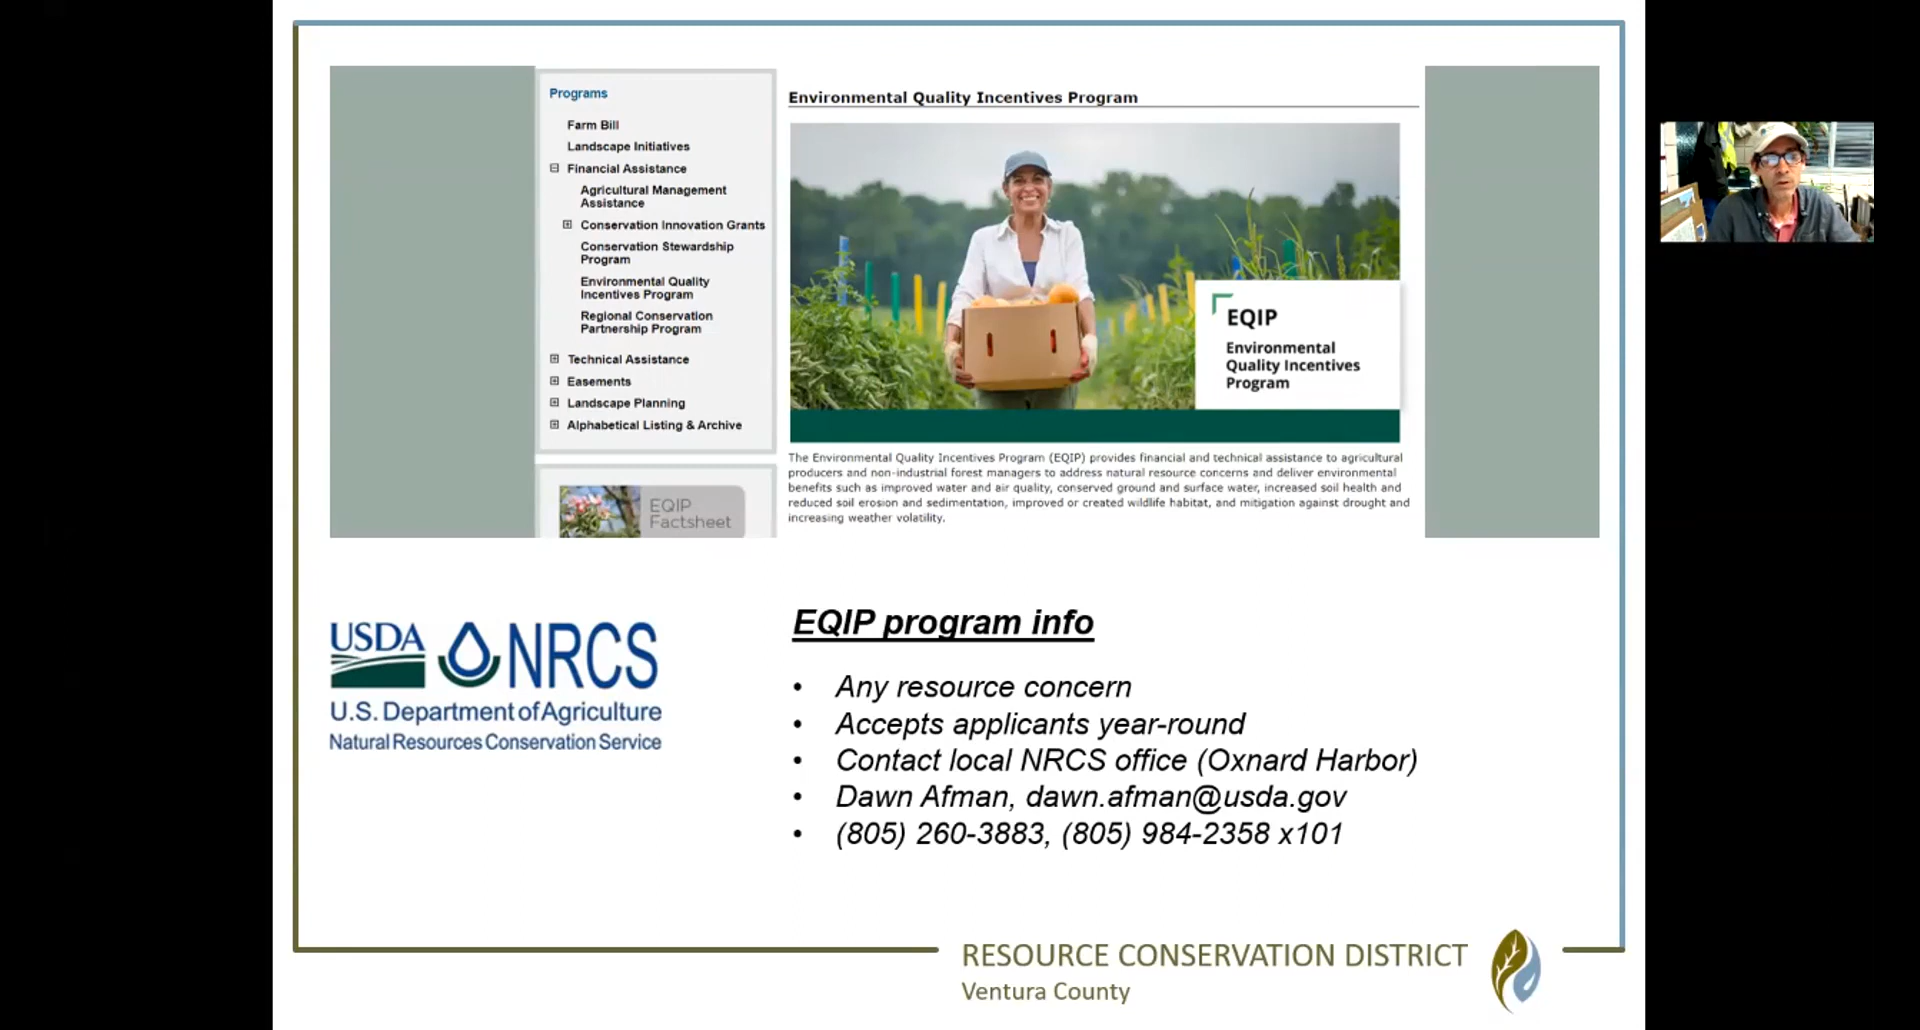 Programs
Farm Bill
Landscape Initiatives
Financial Assistance
Agricultural Management
Assistance
Conservation Innovation Grants
Conservation Stewardship
Program
Environmental Quality
Incentives Program
Regional Conservation
Partnership Program
Technical Assistance
Easements
Landscape Planning
Alphabetical Listing & Archive
EQIP
Factsheet
Environmental Quality Incentives Program
EQIP
Environmental
Quality Incentives
Program
The Environmental Quality Incentives Program (EQIP) provides financial and technical assistance to agricultural
producers and non-industrial forest managers to address natural resource concerns and deliver environmental
benefits such as improved water and air quality, conserved ground and surface water, increased soil health and
reduced soil erosion and sedimentation, improved or created wildlife habitat, and mitigation against drought and
increasing weather volatility.
USDA NRCS
U.S. Department of Agriculture
Natural Resources Conservation Service
EQIP program info
• Any resource concern
• Accepts applicants year-round
• Contact local NRCS office (Oxnard Harbor)
• Dawn Afman, dawn.afman@usda.gov
• (805) 260-3883, (805) 984-2358 x101
RESOURCE CONSERVATION DISTRICT
Ventura County